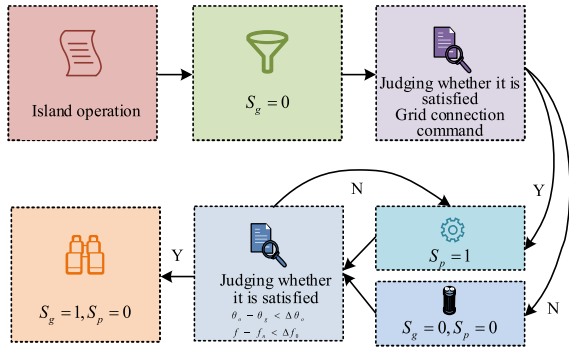 Island operation
S_g = 0
Judging whether it is
satisfied
Grid connection
command
N
Y
S_p = 1
N
S_g = 0, S_p = 0
Judging whether
it is satisfied
θ_o − θ_g < Δθ_o
f − f_n < Δf_g
Y
S_g = 1, S_p = 0